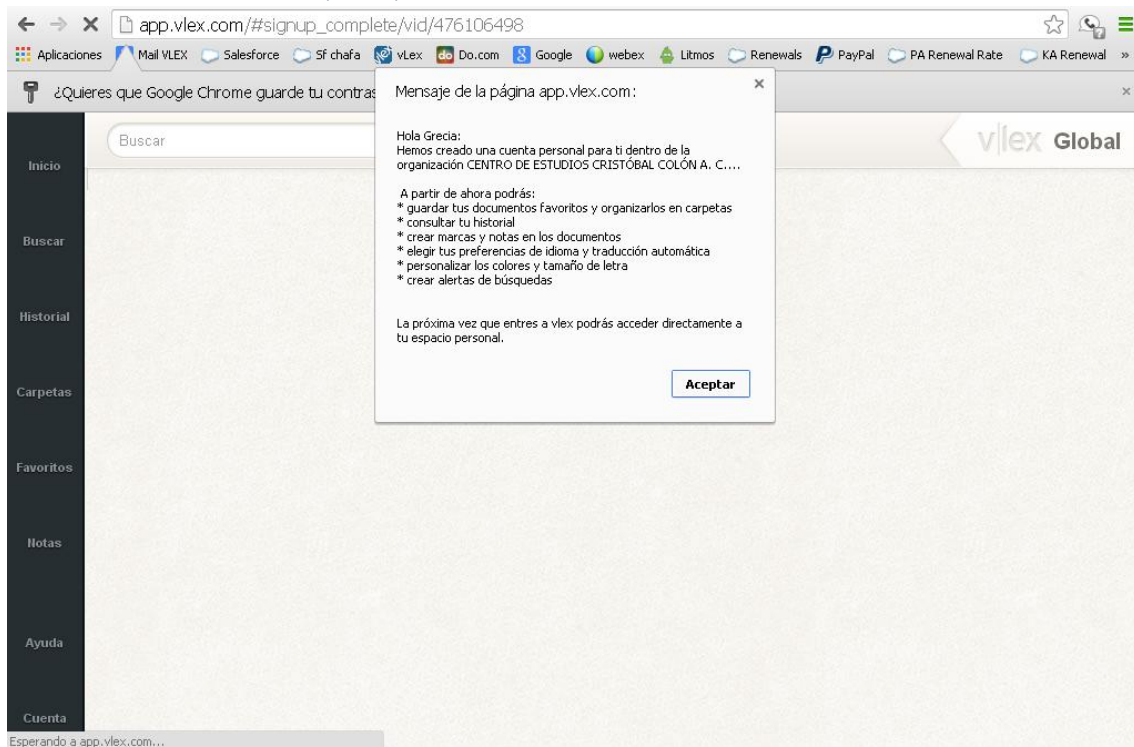 app.vlex.com/#signup_complete/vid/476106498
Aplicaciones Mail VLEX Salesforce Sf chafa vLex do Do.com 8 Google webex Litmos Renewals PayPal PA Renewal Rate KA Renewal »
¿Quieres que Google Chrome guarde tu contras
Mensaje de la página app.vlex.com:
Hola Grecia:
Hemos creado una cuenta personal para ti dentro de la
organización CENTRO DE ESTUDIOS CRISTÓBAL COLÓN A. C....
A partir de ahora podrás:
* guardar tus documentos favoritos y organizarlos en carpetas
* consultar tu historial
* crear marcas y notas en los documentos
* elegir tus preferencias de idioma y traducción automática
* personalizar los colores y tamaño de letra
* crear alertas de búsquedas
La próxima vez que entres a vlex podrás acceder directamente a
tu espacio personal.
Aceptar
Buscar
vlex Global
Inicio
Buscar
Historial
Carpetas
Favoritos
Notas
Ayuda
Cuenta
Esperando a app.vlex.com...